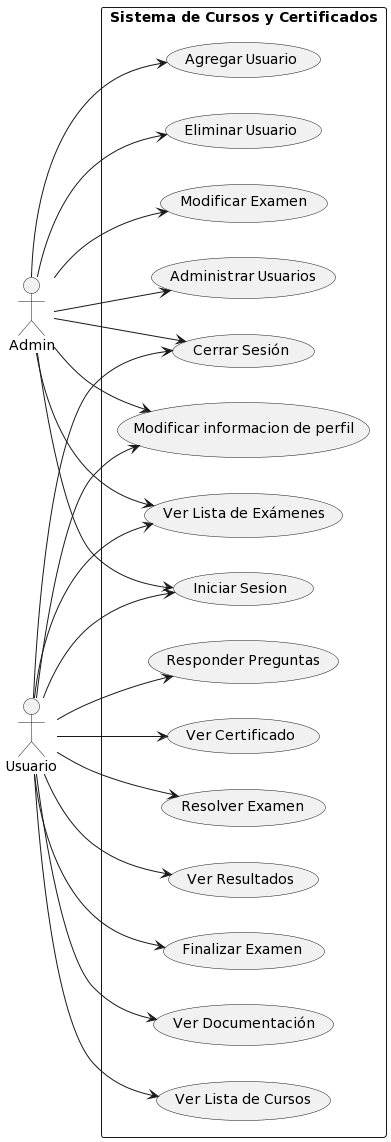 Sistema de Cursos y Certificados
Agregar Usuario
Eliminar Usuario
Modificar Examen
Administrar Usuarios
Admin
Cerrar Sesión
Modificar informacion de perfil
Ver Lista de Exámenes
Iniciar Sesion
Responder Preguntas
Ver Certificado
Usuario
Resolver Examen
Ver Resultados
Finalizar Examen
Ver Documentación
Ver Lista de Cursos